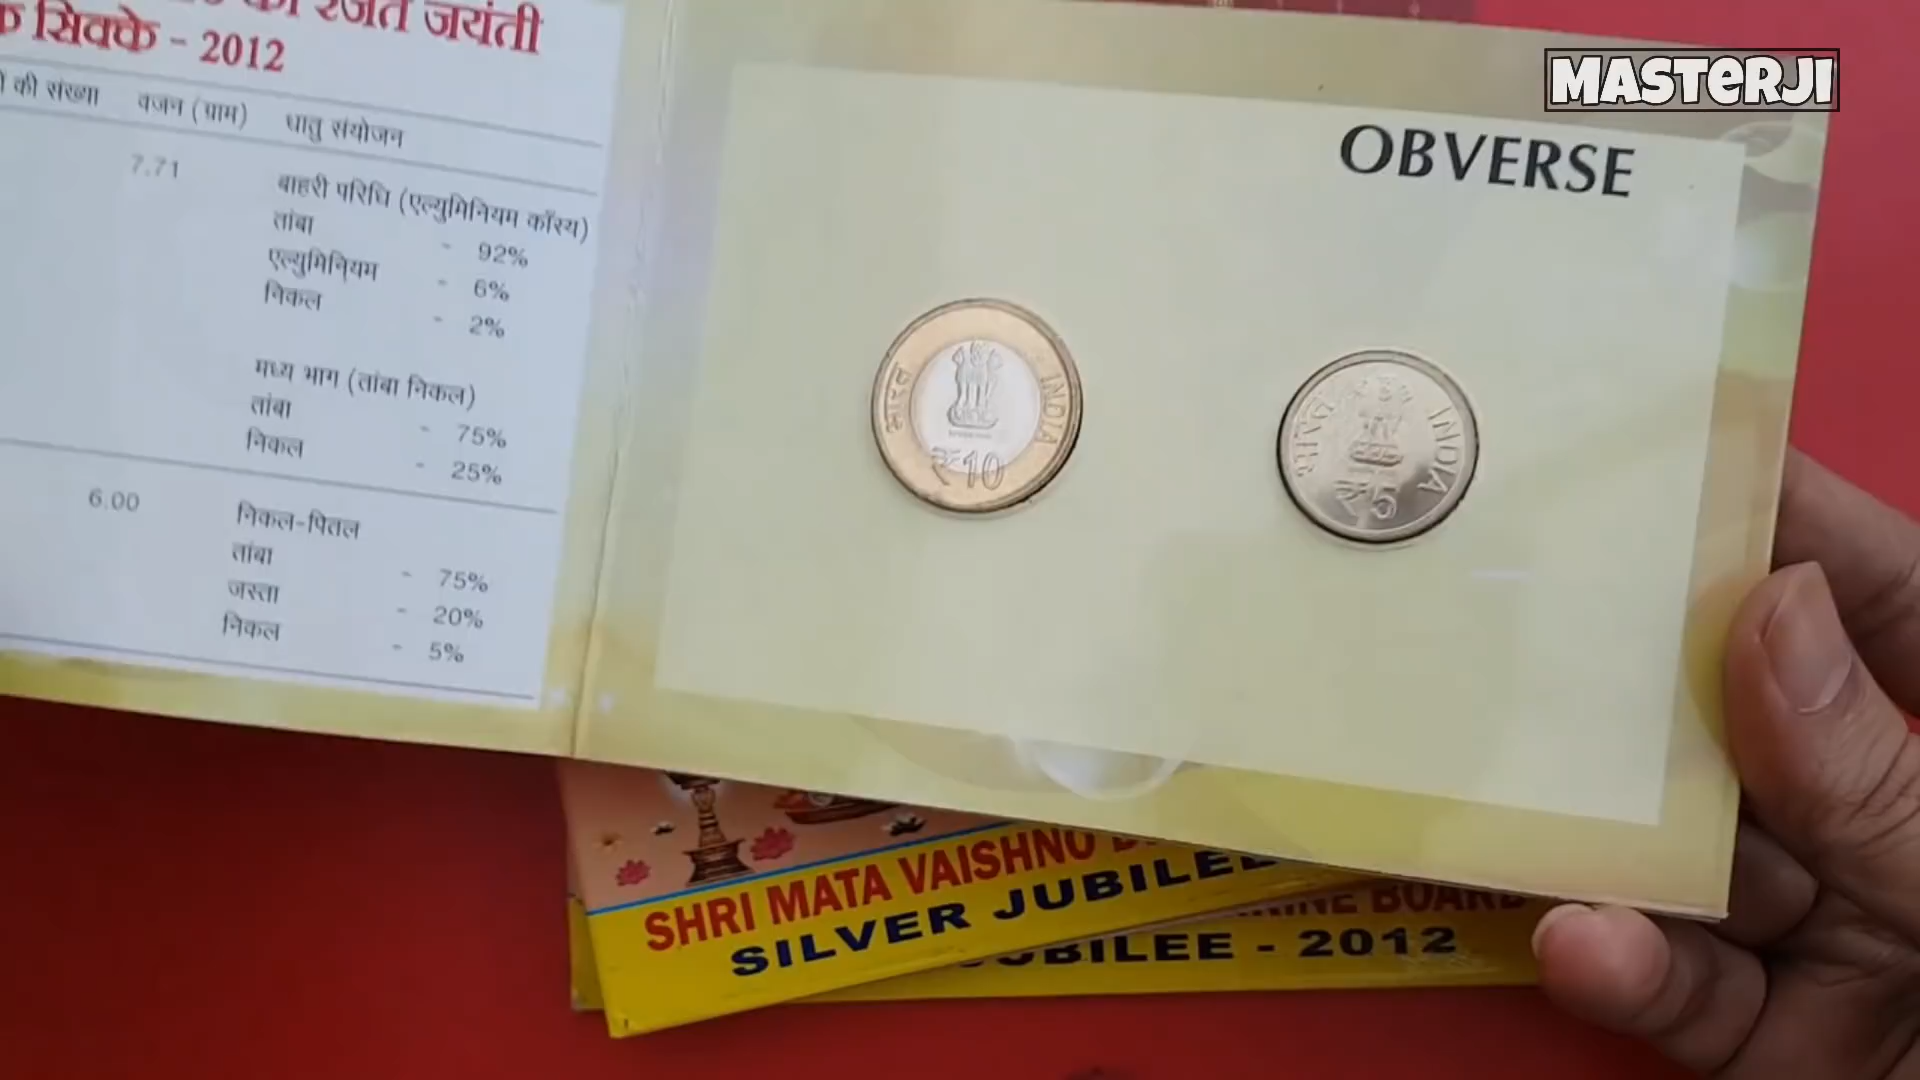 MASTERJI
की रजत जयंती
सिक्के - 2012
की संख्या वजन (ग्राम) धातु संयोजन
7.71 बाहरी परिधि (एल्युमिनियम काँस्य)
तांबा - 92%
एल्युमिनियम - 6%
निकल - 2%
मध्य भाग (तांबा निकल)
तांबा - 75%
निकल - 25%
6.00 निकल-पितल
तांबा - 75%
जस्ता - 20%
निकल - 5%
OBVERSE
भारत INDIA
₹10
भारत INDIA
₹5
SHRI MATA VAISHNO
SILVER JUBILEE
BOARD
JUBILEE - 2012